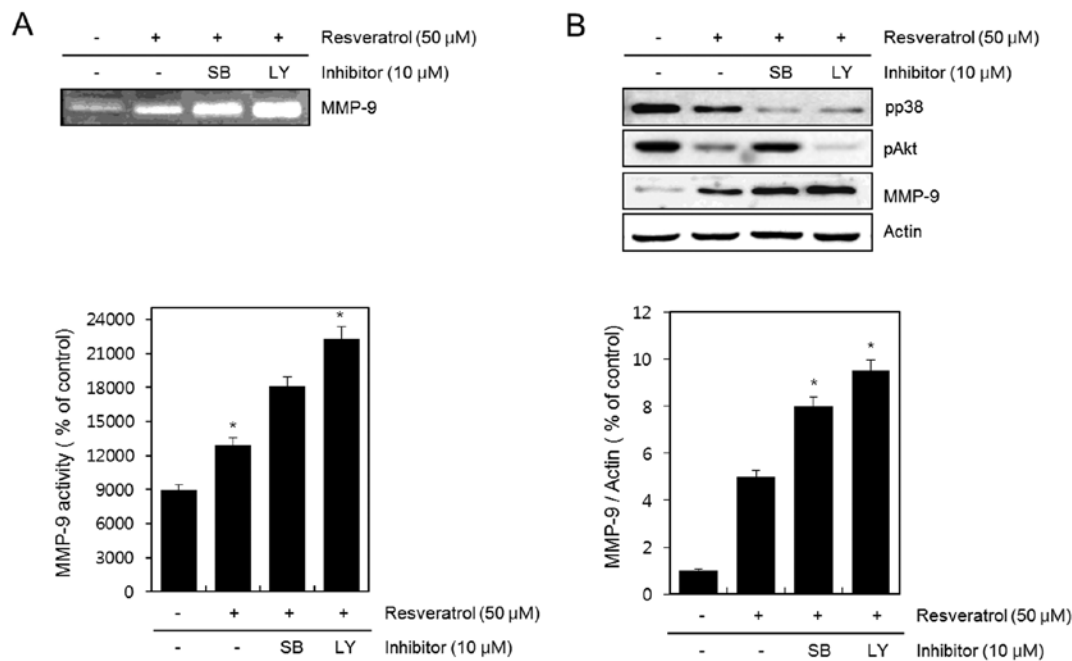 A
- + + + Resveratrol (50 μM)
- - SB LY Inhibitor (10 μM)
MMP-9
MMP-9 activity ( % of control)
24000
21000
18000
15000
12000
9000
6000
3000
0
*
*
- + + + Resveratrol (50 μM)
- - SB LY Inhibitor (10 μM)
B
- + + + Resveratrol (50 μM)
- - SB LY Inhibitor (10 μM)
pp38
pAkt
MMP-9
Actin
MMP-9 / Actin ( % of control)
12
10
8
6
4
2
0
*
*
- + + + Resveratrol (50 μM)
- - SB LY Inhibitor (10 μM)